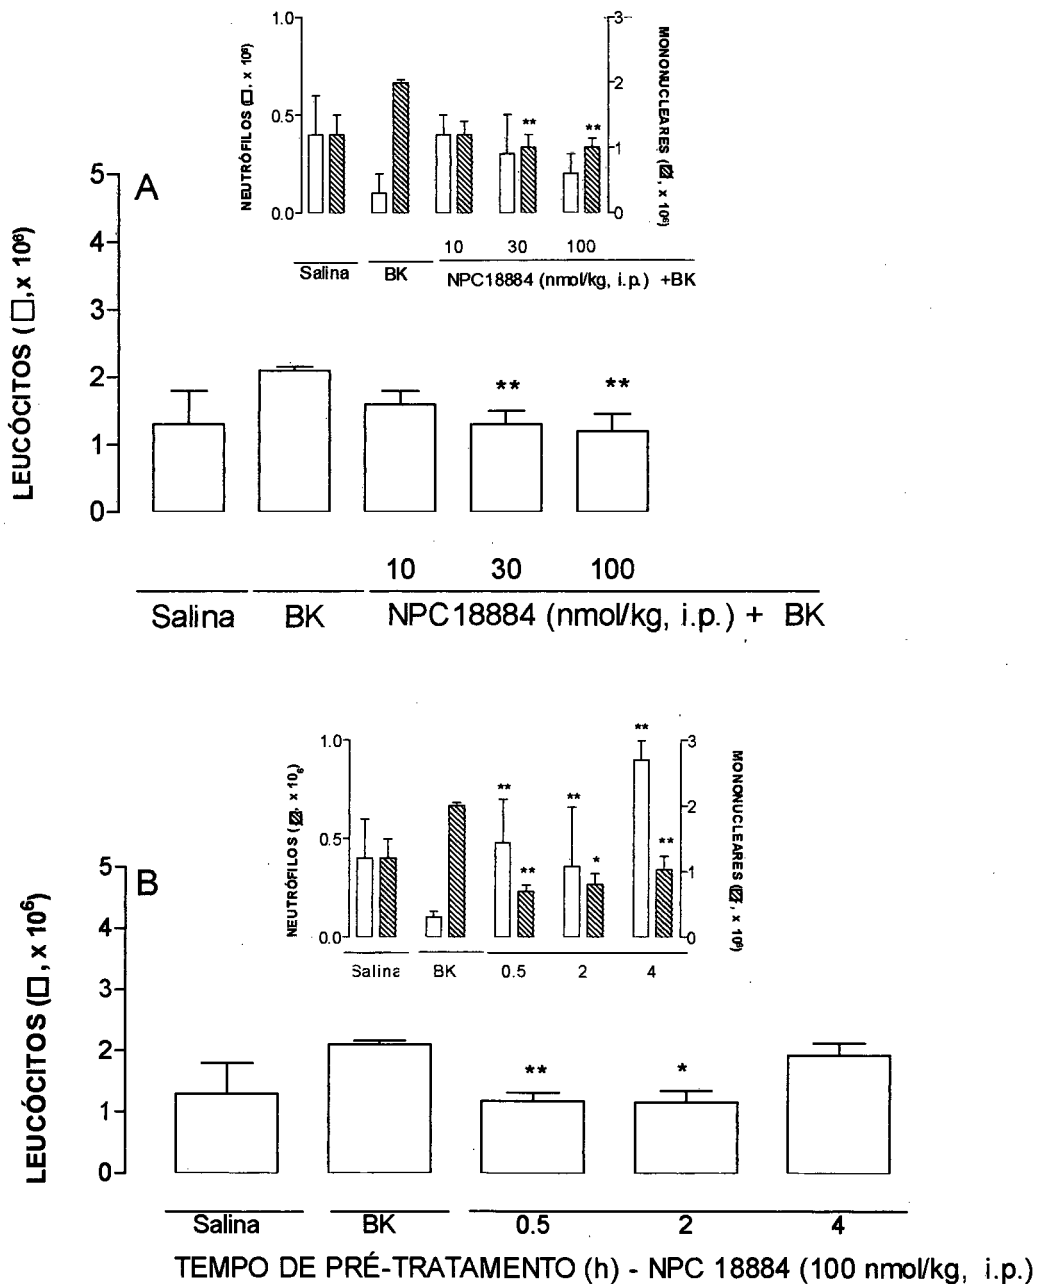 1.0
0.5
0.0
NEUTRÓFILOS (□, x 10⁶)
3
2
1
0
MONONUCLEARES (▨, x 10⁶)
**
**
10
30
100
Salina
BK
NPC18884 (nmol/kg, i.p.) +BK
A
5
4
3
2
1
0
LEUCÓCITOS (□, x 10⁶)
**
**
10
30
100
Salina
BK
NPC18884 (nmol/kg, i.p.) + BK
1.0
0.5
0.0
NEUTRÓFILOS (▨, x 10₆)
3
2
1
0
MONONUCLEARES (▨, x 10⁶)
**
**
**
*
**
**
Salina
BK
0.5
2
4
B
5
4
3
2
1
0
LEUCÓCITOS (□, x 10⁶)
**
*
Salina
BK
0.5
2
4
TEMPO DE PRÉ-TRATAMENTO (h) - NPC 18884 (100 nmol/kg, i.p.)